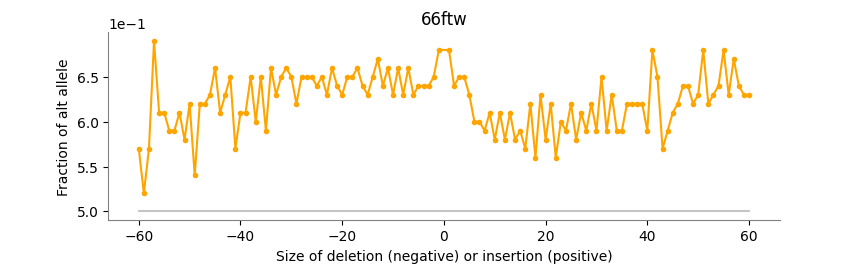 66ftw
1e−1
Fraction of alt allele
6.5
6.0
5.5
5.0
−60 −40 −20 0 20 40 60
Size of deletion (negative) or insertion (positive)